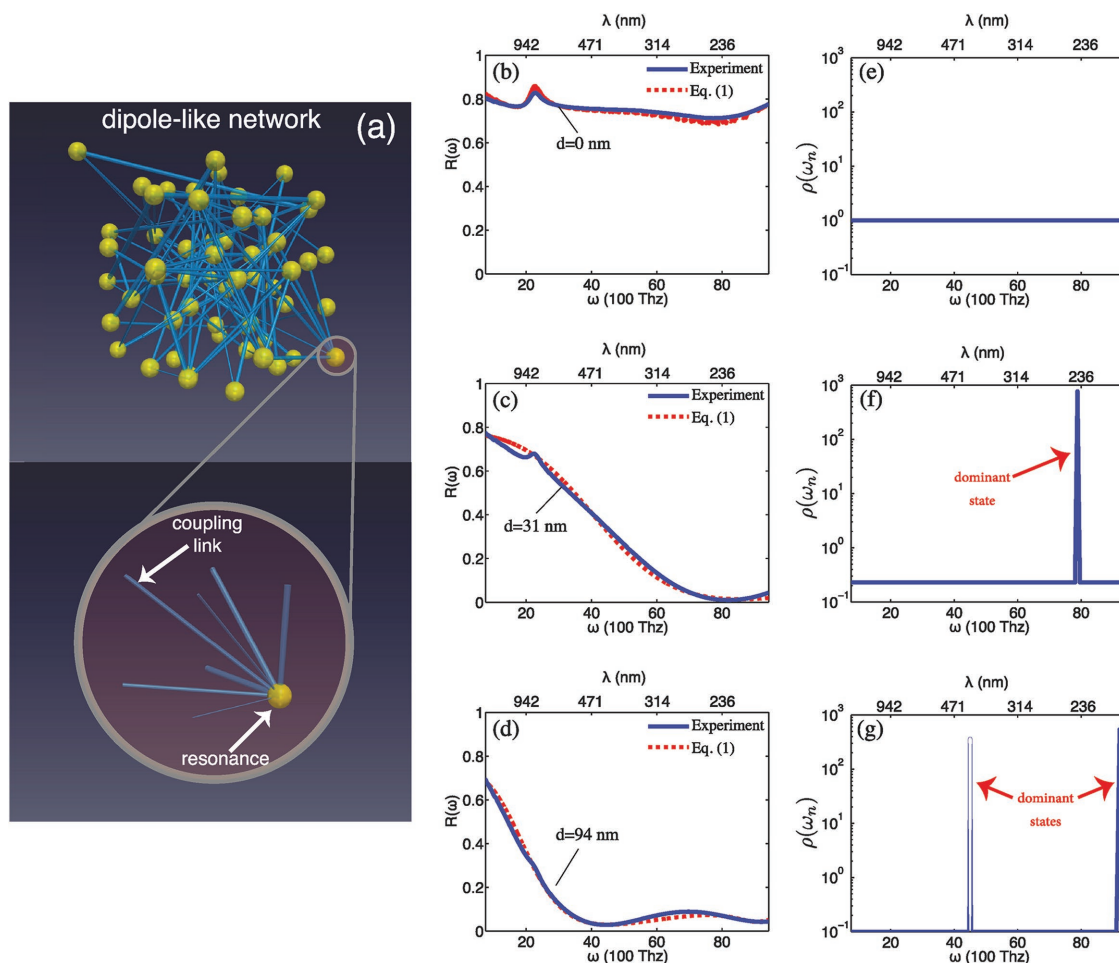 dipole-like network
(a)
coupling
link
resonance
λ (nm)
942 471 314 236
(b)
Experiment
Eq. (1)
d=0 nm
R(ω)
1
0.8
0.6
0.4
0.2
0
20 40 60 80
ω (100 Thz)
λ (nm)
942 471 314 236
(e)
ρ(ωn)
10³
10²
10¹
10⁰
10⁻¹
20 40 60 80
ω (100 Thz)
λ (nm)
942 471 314 236
(c)
Experiment
Eq. (1)
d=31 nm
R(ω)
1
0.8
0.6
0.4
0.2
0
20 40 60 80
ω (100 Thz)
λ (nm)
942 471 314 236
(f)
dominant
state
ρ(ωn)
10³
10²
10¹
10⁰
10⁻¹
20 40 60 80
ω (100 Thz)
λ (nm)
942 471 314 236
(d)
Experiment
Eq. (1)
d=94 nm
R(ω)
1
0.8
0.6
0.4
0.2
0
20 40 60 80
ω (100 Thz)
λ (nm)
942 471 314 236
(g)
dominant
states
ρ(ωn)
10³
10²
10¹
10⁰
10⁻¹
20 40 60 80
ω (100 Thz)